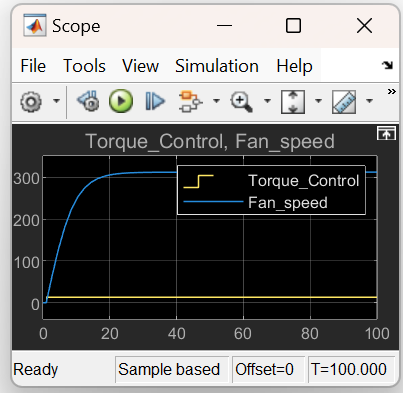 Scope
File Tools View Simulation Help
Torque_Control, Fan_speed
Torque_Control
Fan_speed
300
200
100
0
0 20 40 60 80 100
Ready Sample based Offset=0 T=100.000